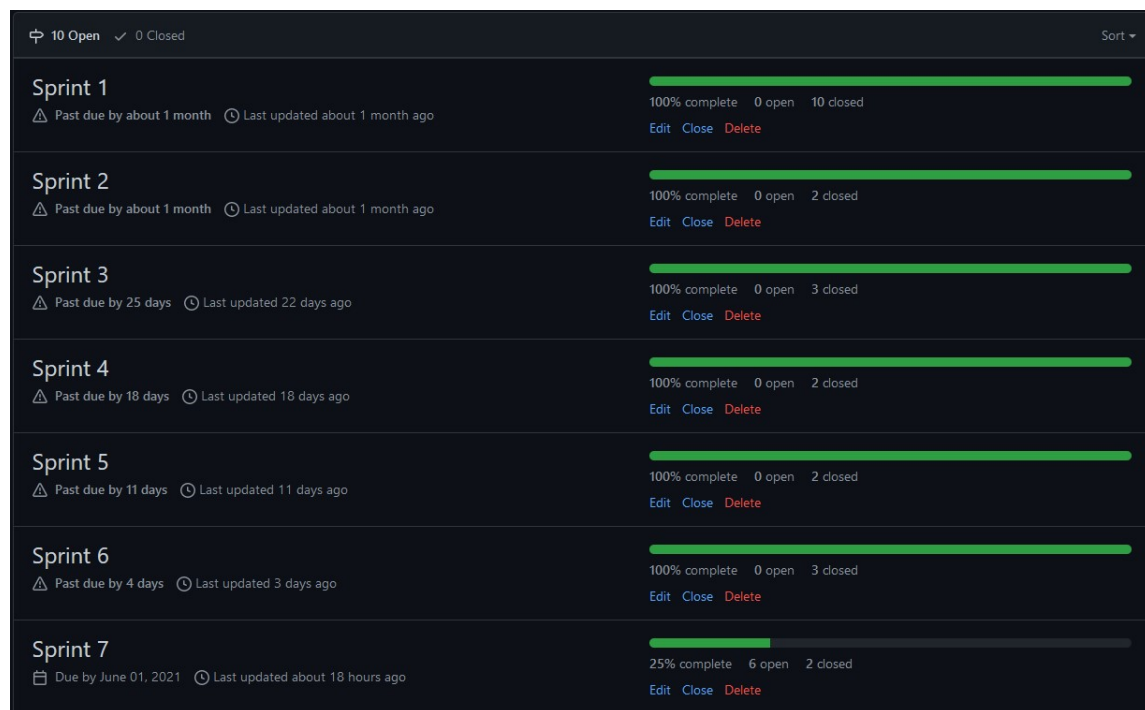 10 Open 0 Closed Sort
Sprint 1
Past due by about 1 month Last updated about 1 month ago
100% complete 0 open 10 closed
Edit Close Delete
Sprint 2
Past due by about 1 month Last updated about 1 month ago
100% complete 0 open 2 closed
Edit Close Delete
Sprint 3
Past due by 25 days Last updated 22 days ago
100% complete 0 open 3 closed
Edit Close Delete
Sprint 4
Past due by 18 days Last updated 18 days ago
100% complete 0 open 2 closed
Edit Close Delete
Sprint 5
Past due by 11 days Last updated 11 days ago
100% complete 0 open 2 closed
Edit Close Delete
Sprint 6
Past due by 4 days Last updated 3 days ago
100% complete 0 open 3 closed
Edit Close Delete
Sprint 7
Due by June 01, 2021 Last updated about 18 hours ago
25% complete 6 open 2 closed
Edit Close Delete